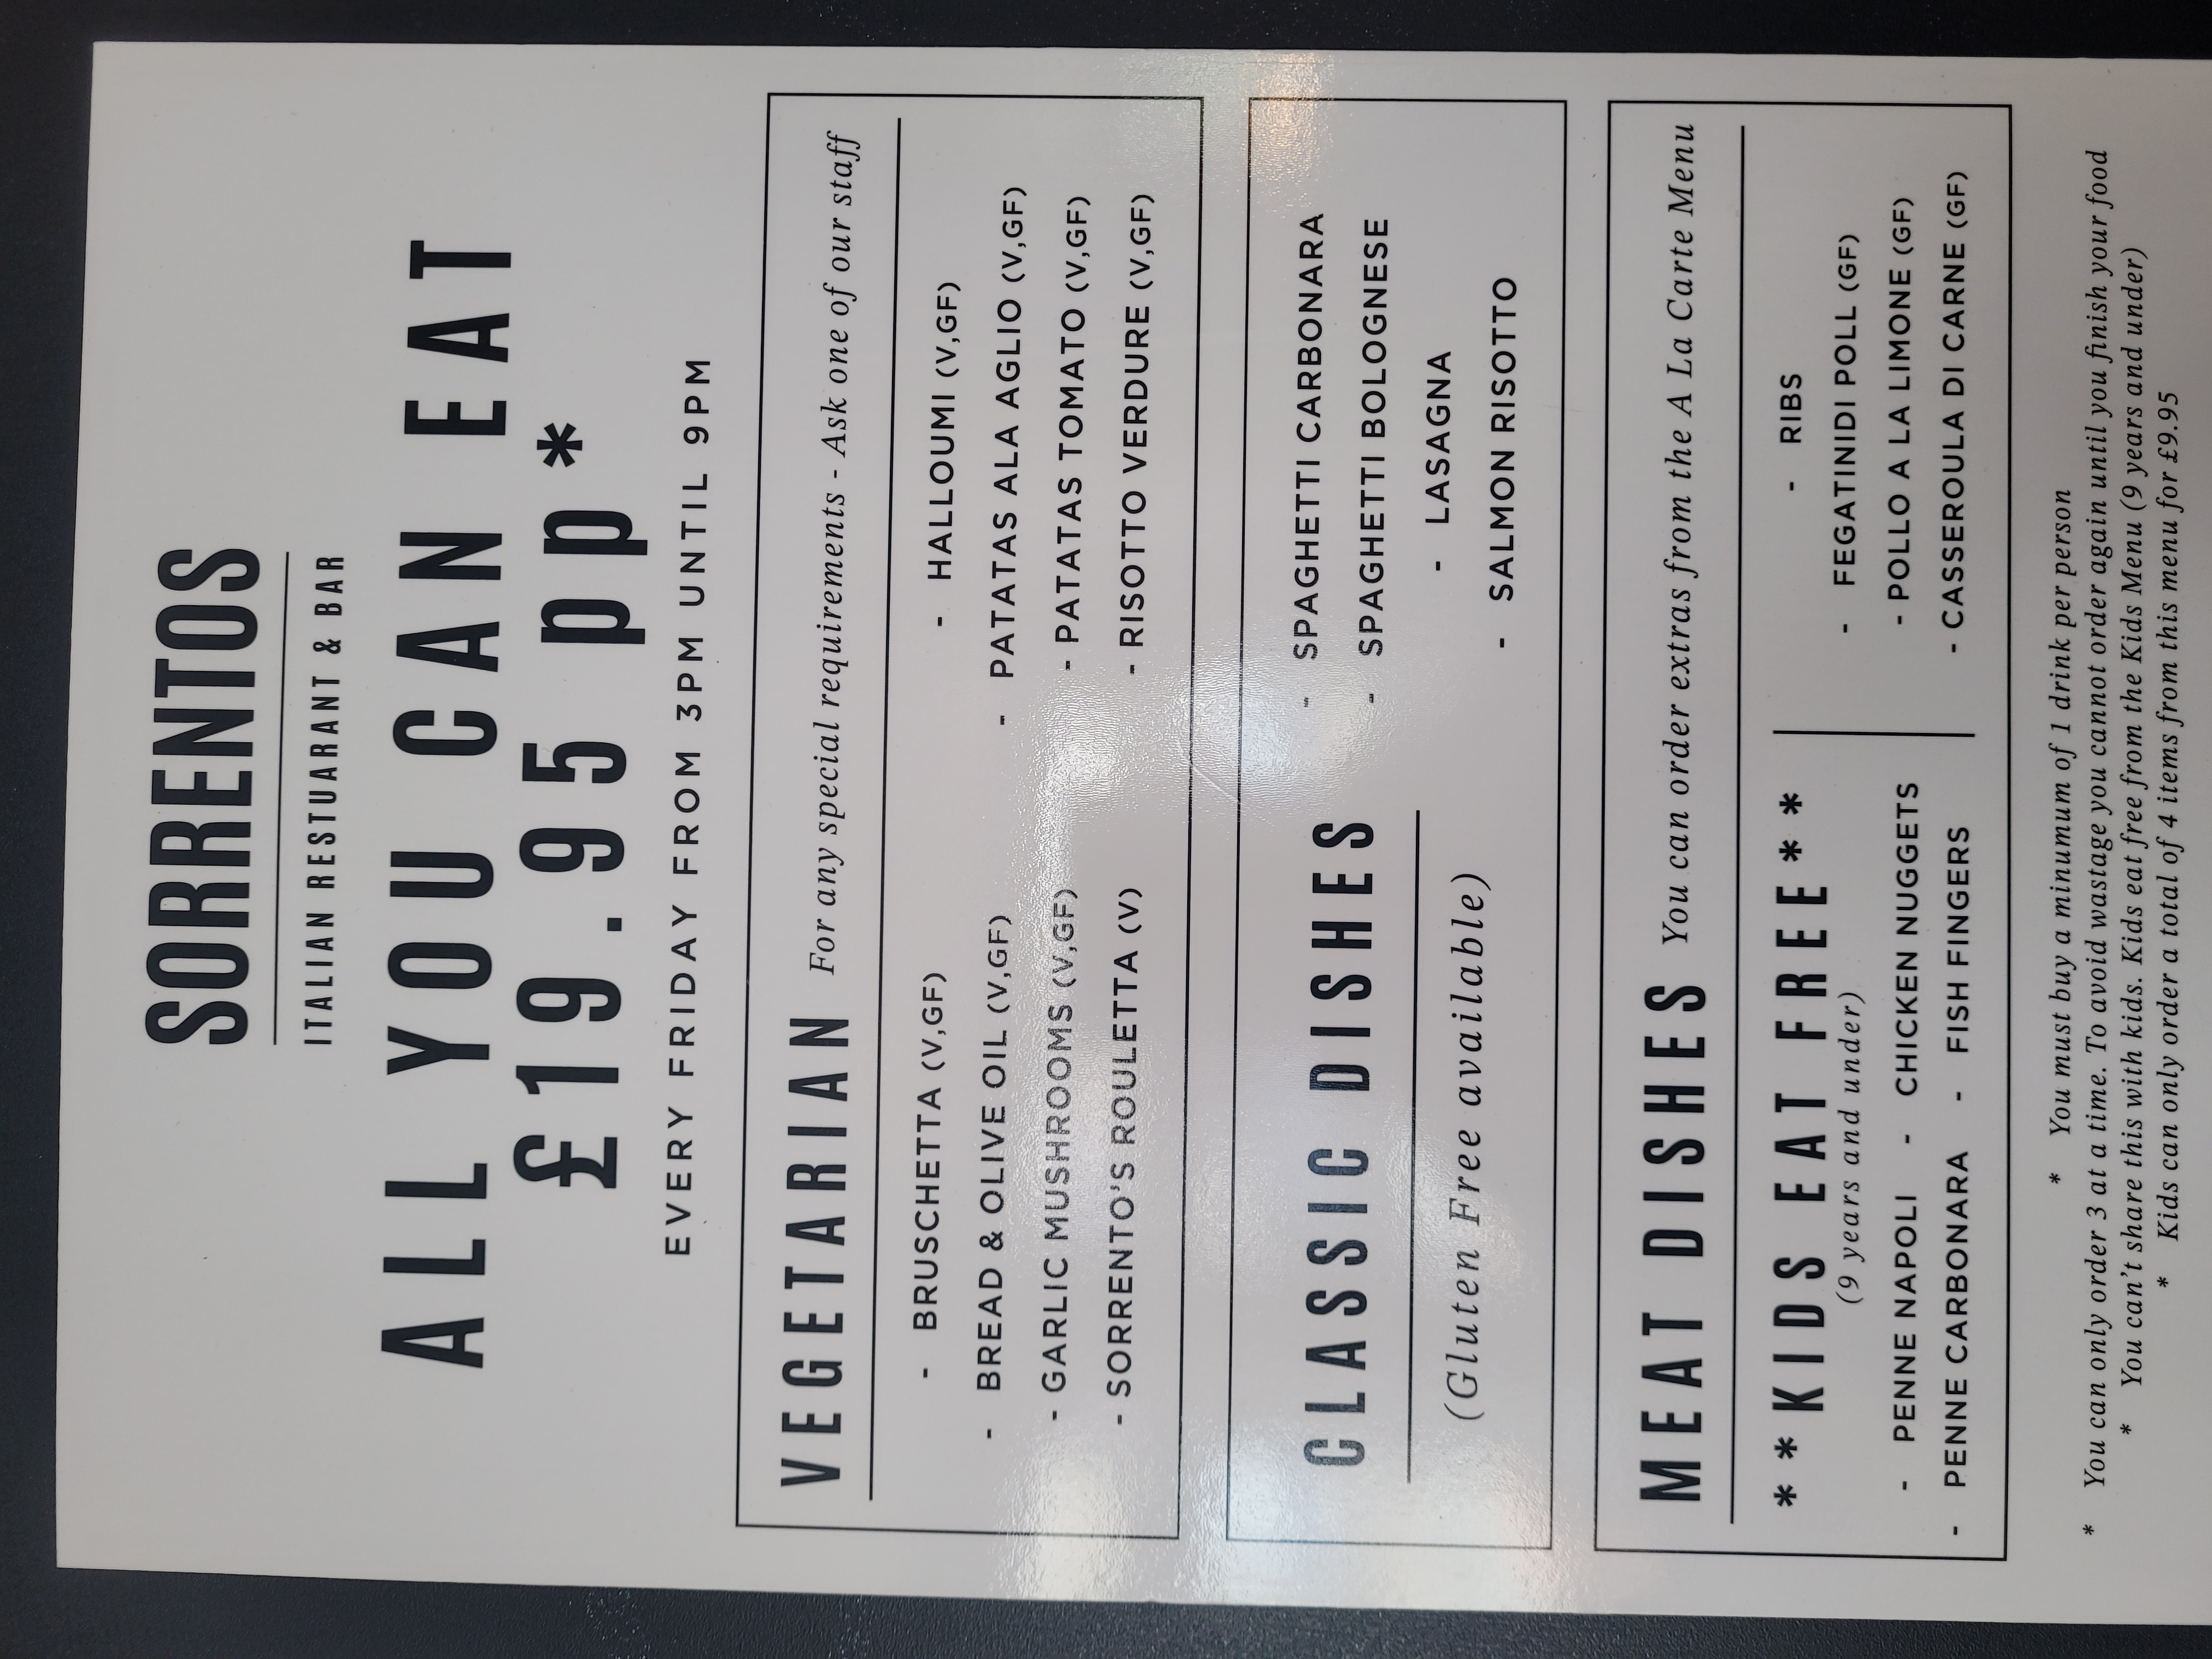 SORRENTOS
ITALIAN RESTUARANT & BAR
ALL YOU CAN EAT
£19.95 pp*
EVERY FRIDAY FROM 3PM UNTIL 9PM
VEGETARIAN For any special requirements - Ask one of our staff
- BRUSCHETTA (V,GF)
- BREAD & OLIVE OIL (V,GF)
- GARLIC MUSHROOMS (V,GF)
- SORRENTO'S ROULETTA (V)
- HALLOUMI (V,GF)
- PATATAS ALA AGLIO (V,GF)
- PATATAS TOMATO (V,GF)
- RISOTTO VERDURE (V,GF)
CLASSIC DISHES
(Gluten Free available)
- SPAGHETTI CARBONARA
- SPAGHETTI BOLOGNESE
- LASAGNA
- SALMON RISOTTO
MEAT DISHES You can order extras from the A La Carte Menu
**KIDS EAT FREE**
(9 years and under)
- PENNE NAPOLI - CHICKEN NUGGETS
- PENNE CARBONARA - FISH FINGERS
- RIBS
- FEGATINIDI POLL (GF)
- POLLO A LA LIMONE (GF)
- CASSEROULA DI CARNE (GF)
* You must buy a minumum of 1 drink per person
* You can only order 3 at a time. To avoid wastage you cannot order again until you finish your food
* You can't share this with kids. Kids eat free from the Kids Menu (9 years and under)
* Kids can only order a total of 4 items from this menu for £9.95